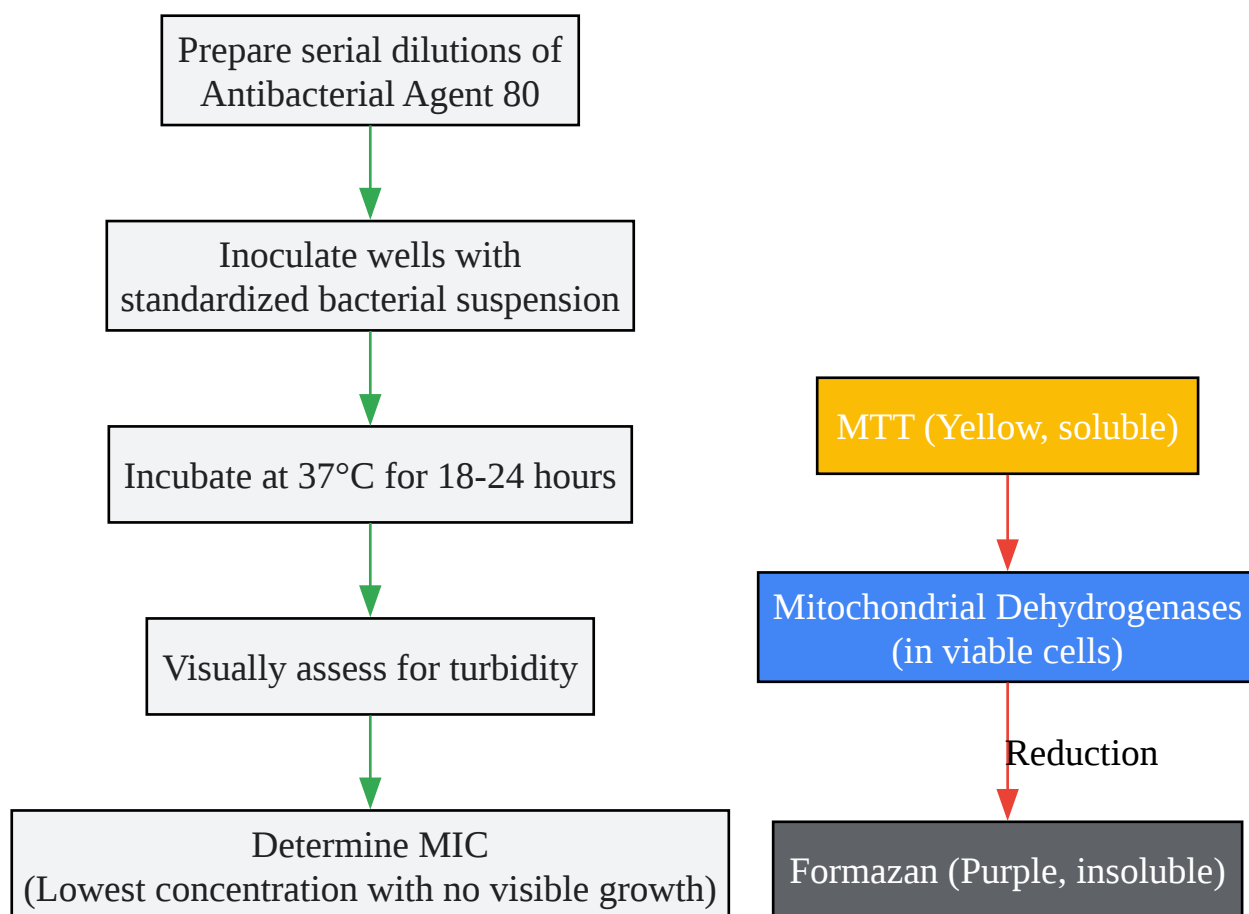 Prepare serial dilutions of
Antibacterial Agent 80
Inoculate wells with
standardized bacterial suspension
Incubate at 37°C for 18-24 hours
Visually assess for turbidity
Determine MIC
(Lowest concentration with no visible growth)
MTT (Yellow, soluble)
Mitochondrial Dehydrogenases
(in viable cells)
Reduction
Formazan (Purple, insoluble)